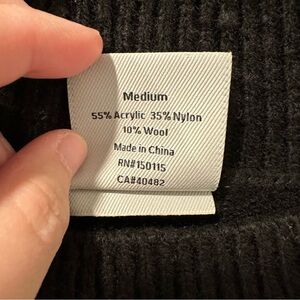 Medium
55% Acrylic 35% Nylon
10% Wool
Made in China
RN#150115
CA#40482